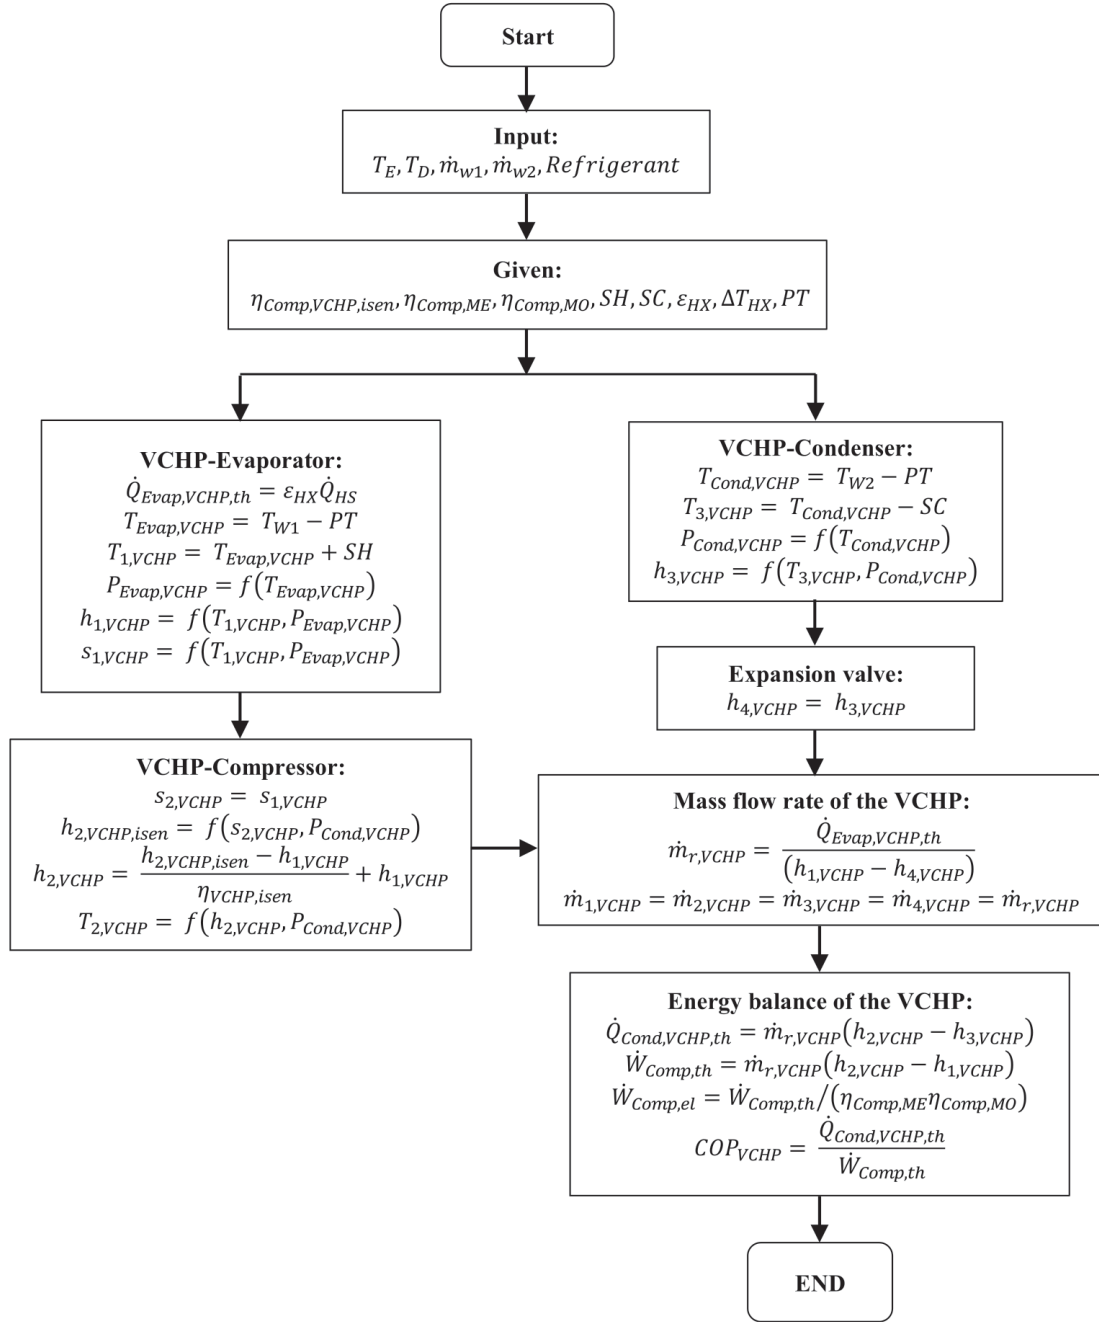 Start
Input:
T_E, T_D, ṁ_w1, ṁ_w2, Refrigerant
Given:
η_Comp,VCHP,isen, η_Comp,ME, η_Comp,MO, SH, SC, ε_HX, ΔT_HX, PT
VCHP-Evaporator:
Q̇_Evap,VCHP,th = ε_HX Q̇_HS
T_Evap,VCHP = T_W1 − PT
T_1,VCHP = T_Evap,VCHP + SH
P_Evap,VCHP = f(T_Evap,VCHP)
h_1,VCHP = f(T_1,VCHP, P_Evap,VCHP)
s_1,VCHP = f(T_1,VCHP, P_Evap,VCHP)
VCHP-Condenser:
T_Cond,VCHP = T_W2 − PT
T_3,VCHP = T_Cond,VCHP − SC
P_Cond,VCHP = f(T_Cond,VCHP)
h_3,VCHP = f(T_3,VCHP, P_Cond,VCHP)
Expansion valve:
h_4,VCHP = h_3,VCHP
VCHP-Compressor:
s_2,VCHP = s_1,VCHP
h_2,VCHP,isen = f(s_2,VCHP, P_Cond,VCHP)
h_2,VCHP = (h_2,VCHP,isen − h_1,VCHP) / η_VCHP,isen + h_1,VCHP
T_2,VCHP = f(h_2,VCHP, P_Cond,VCHP)
Mass flow rate of the VCHP:
ṁ_r,VCHP = Q̇_Evap,VCHP,th / (h_1,VCHP − h_4,VCHP)
ṁ_1,VCHP = ṁ_2,VCHP = ṁ_3,VCHP = ṁ_4,VCHP = ṁ_r,VCHP
Energy balance of the VCHP:
Q̇_Cond,VCHP,th = ṁ_r,VCHP(h_2,VCHP − h_3,VCHP)
Ẇ_Comp,th = ṁ_r,VCHP(h_2,VCHP − h_1,VCHP)
Ẇ_Comp,el = Ẇ_Comp,th/(η_Comp,ME η_Comp,MO)
COP_VCHP = Q̇_Cond,VCHP,th / Ẇ_Comp,th
END